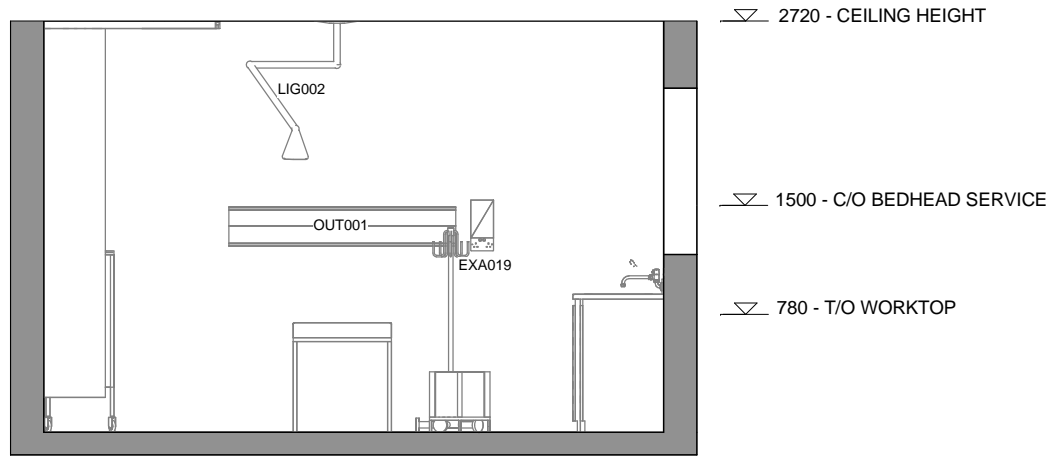 2720 - CEILING HEIGHT
LIG002
1500 - C/O BEDHEAD SERVICE
OUT001
EXA019
780 - T/O WORKTOP